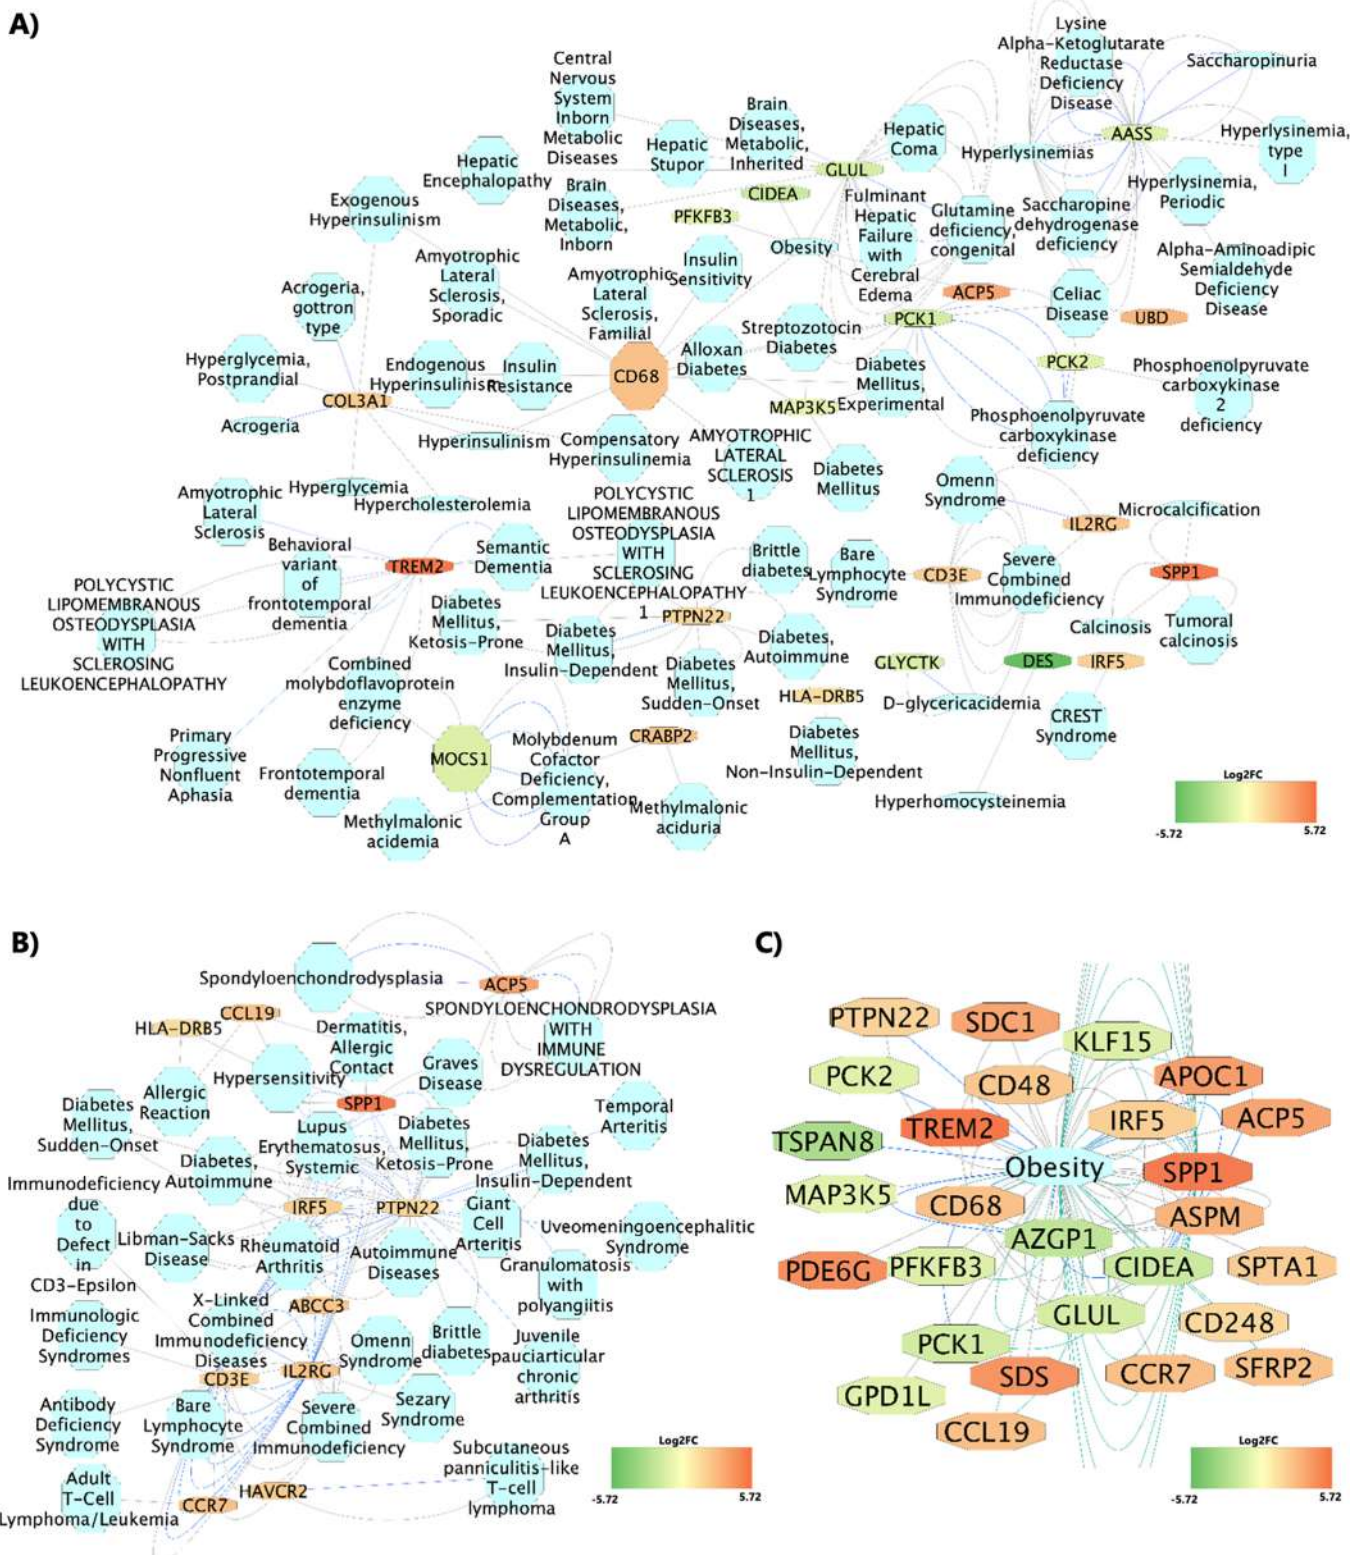 A)
Central
Nervous
System
Inborn
Metabolic
Diseases
Hepatic
Encephalopathy
Hepatic
Stupor
Brain
Diseases,
Metabolic,
Inherited
Brain
Diseases,
Metabolic,
Inborn
GLUL
CIDEA
PFKFB3
Obesity
Hepatic
Coma
Lysine
Alpha-Ketoglutarate
Reductase
Deficiency
Disease
Saccharopinuria
AASS
Hyperlysinemias
Hyperlysinemia,
type
I
Hyperlysinemia,
Periodic
Fulminant
Hepatic
Failure
with
Cerebral
Edema
Glutamine
deficiency,
congenital
Saccharopine
dehydrogenase
deficiency
Alpha-Aminoadipic
Semialdehyde
Deficiency
Disease
Exogenous
Hyperinsulinism
Amyotrophic
Lateral
Sclerosis,
Sporadic
Amyotrophic
Lateral
Sclerosis,
Familial
Insulin
Sensitivity
Acrogeria,
gottron
type
ACP5
PCK1
Celiac
Disease
UBD
PCK2
Streptozotocin
Diabetes
Alloxan
Diabetes
Hyperglycemia,
Postprandial
Endogenous
Hyperinsulinism
Insulin
Resistance
CD68
Diabetes
Mellitus,
Experimental
MAP3K5
Phosphoenolpyruvate
carboxykinase
2
deficiency
COL3A1
Acrogeria
Hyperinsulinism
Compensatory
Hyperinsulinemia
AMYOTROPHIC
LATERAL
SCLEROSIS
1
Diabetes
Mellitus
Phosphoenolpyruvate
carboxykinase
deficiency
Omenn
Syndrome
IL2RG
Microcalcification
Amyotrophic
Lateral
Sclerosis
Hyperglycemia
Hypercholesterolemia
Behavioral
variant
of
frontotemporal
dementia
TREM2
Semantic
Dementia
POLYCYSTIC
LIPOMEMBRANOUS
OSTEODYSPLASIA
WITH
SCLEROSING
LEUKOENCEPHALOPATHY
1
Brittle
diabetes
Bare
Lymphocyte
Syndrome
CD3E
Severe
Combined
Immunodeficiency
SPP1
Calcinosis
Tumoral
calcinosis
POLYCYSTIC
LIPOMEMBRANOUS
OSTEODYSPLASIA
WITH
SCLEROSING
LEUKOENCEPHALOPATHY
Diabetes
Mellitus,
Ketosis-Prone
Diabetes
Mellitus,
Insulin-Dependent
PTPN22
Diabetes,
Autoimmune
Diabetes
Mellitus,
Sudden-Onset
GLYCTK
DES
IRF5
HLA-DRB5
D-glycericacidemia
CREST
Syndrome
Combined
molybdoflavoprotein
enzyme
deficiency
Primary
Progressive
Nonfluent
Aphasia
Frontotemporal
dementia
MOCS1
Molybdenum
Cofactor
Deficiency,
Complementation
Group
A
CRABP2
Diabetes
Mellitus,
Non-Insulin-Dependent
Methylmalonic
acidemia
Methylmalonic
aciduria
Hyperhomocysteinemia
Log2FC
-5.72
5.72
B)
Spondyloenchondrodysplasia
ACP5
SPONDYLOENCHONDRODYSPLASIA
WITH
IMMUNE
DYSREGULATION
CCL19
HLA-DRB5
Dermatitis,
Allergic
Contact
Hypersensitivity
Graves
Disease
Allergic
Reaction
SPP1
Diabetes
Mellitus,
Sudden-Onset
Lupus
Erythematosus,
Systemic
Diabetes
Mellitus,
Ketosis-Prone
Temporal
Arteritis
Diabetes
Mellitus,
Insulin-Dependent
Diabetes,
Autoimmune
Immunodeficiency
due
to
Defect
in
CD3-Epsilon
IRF5
PTPN22
Giant
Cell
Arteritis
Uveomeningoencephalitic
Syndrome
Libman-Sacks
Disease
Rheumatoid
Arthritis
Autoimmune
Diseases
Granulomatosis
with
polyangiitis
Immunologic
Deficiency
Syndromes
X-Linked
Combined
Immunodeficiency
Diseases
ABCC3
Omenn
Syndrome
Brittle
diabetes
Juvenile
pauciarticular
chronic
arthritis
CD3E
IL2RG
Antibody
Deficiency
Syndrome
Bare
Lymphocyte
Syndrome
Severe
Combined
Immunodeficiency
Sezary
Syndrome
Subcutaneous
panniculitis-like
T-cell
lymphoma
Adult
T-Cell
Lymphoma/Leukemia
CCR7
HAVCR2
Log2FC
-5.72
5.72
C)
PTPN22
SDC1
KLF15
PCK2
CD48
APOC1
TREM2
IRF5
ACP5
TSPAN8
Obesity
SPP1
MAP3K5
CD68
ASPM
AZGP1
PDE6G
PFKFB3
CIDEA
SPTA1
GLUL
CD248
PCK1
SDS
CCR7
SFRP2
GPD1L
CCL19
Log2FC
-5.72
5.72